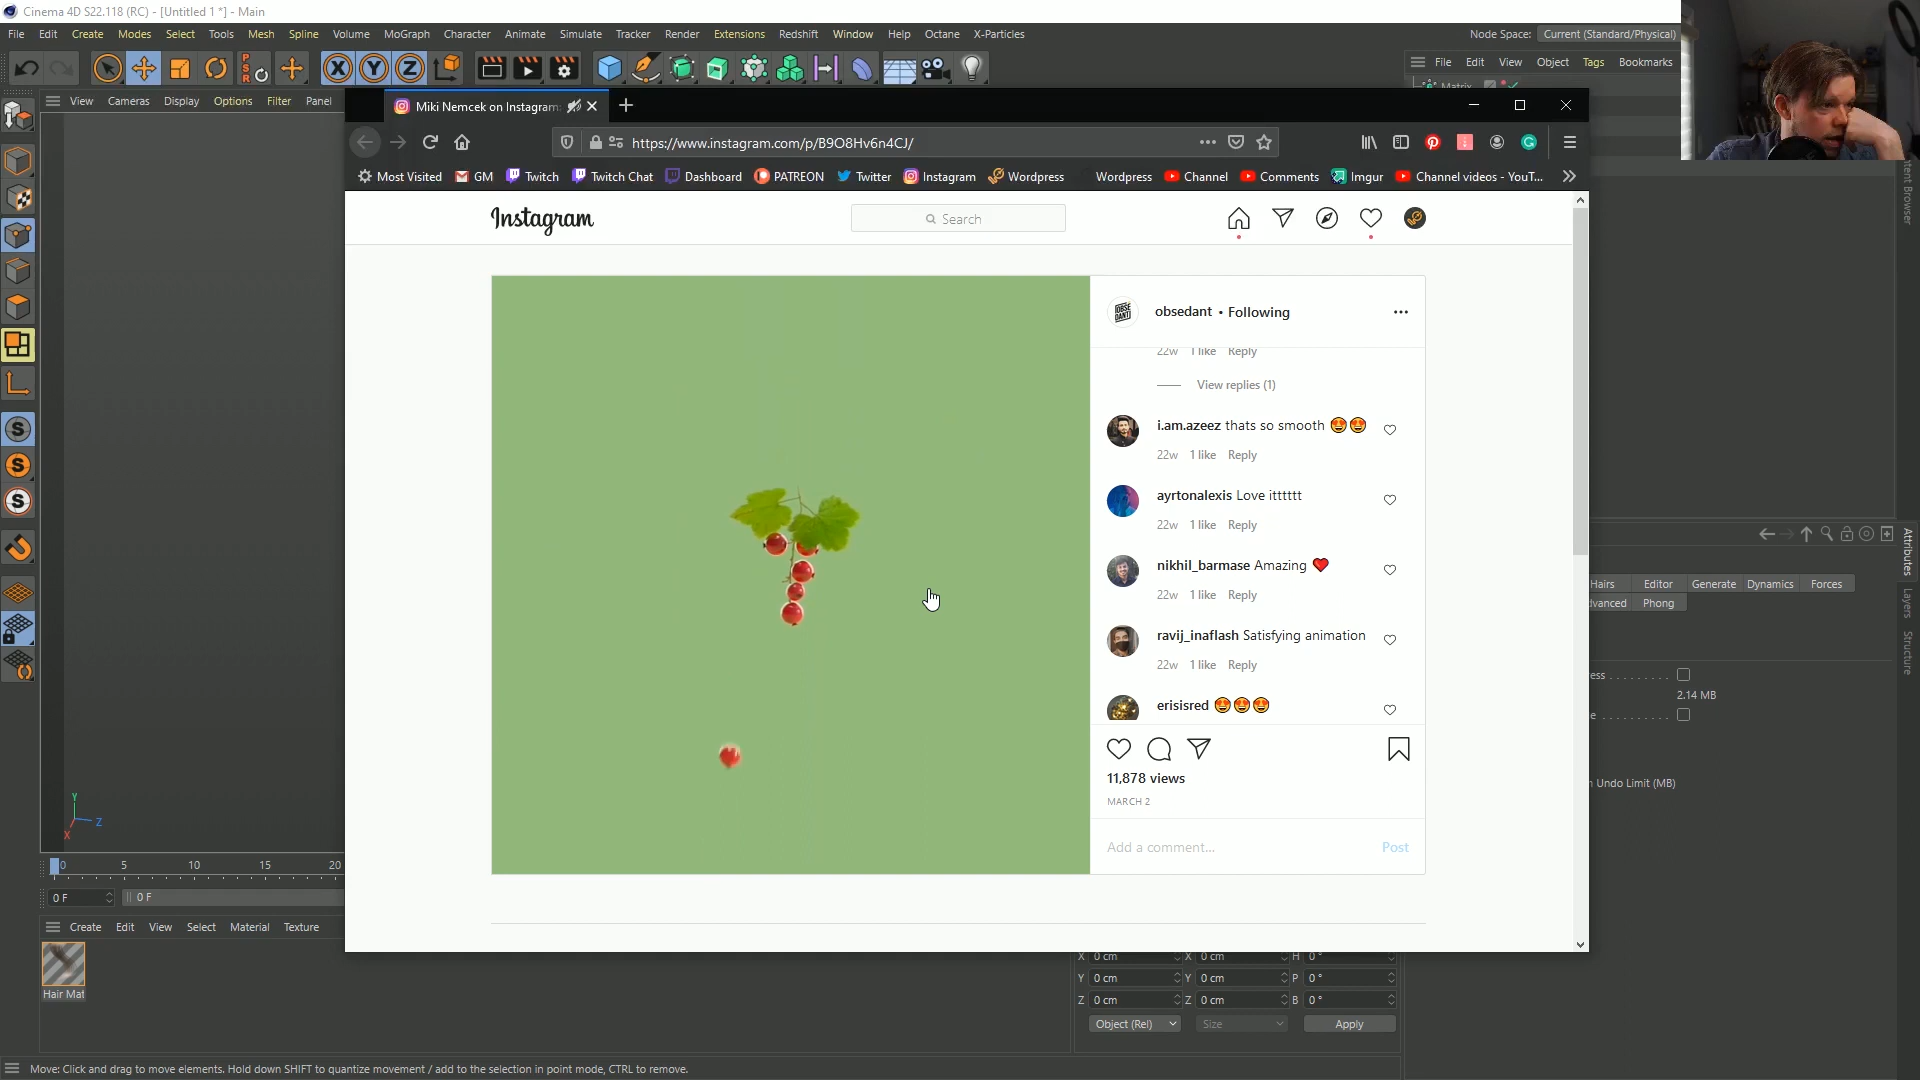 Cinema 4D S22.118 (RC) - [Untitled 1 *] - Main
File Edit Create Modes Select Tools Mesh Spline Volume MoGraph Character Animate Simulate Tracker Render Extensions Redshift Window Help Octane X-Particles
Node Space: Current (Standard/Physical)
P S R X Y Z
File Edit View Object Tags Bookmarks
View Cameras Display Options Filter Panel
Matrix
Miki Nemcek on Instagram:
https://www.instagram.com/p/B9O8Hv6n4CJ/
Most Visited GM Twitch Twitch Chat Dashboard PATREON Twitter Instagram Wordpress Wordpress Channel Comments Imgur Channel videos - YouT...
Instagram
Search
obsedant • Following
22w 1 like Reply
View replies (1)
i.am.azeez thats so smooth 🤩🤩
22w 1 like Reply
ayrtonalexis Love itttttt
22w 1 like Reply
nikhil_barmase Amazing ❤️
22w 1 like Reply
ravij_inaflash Satisfying animation
22w 1 like Reply
erisisred 🤩🤩🤩
11,878 views
MARCH 2
Add a comment... Post
Attributes
Layers
Structure
Hairs Editor Generate Dynamics Forces
dvanced Phong
ess
2.14 MB
e
n Undo Limit (MB)
Y
Z
X
0 5 10 15 20
0 F
0 F
Create Edit View Select Material Texture
Hair Mat
X 0 cm X 0 cm H 0 °
Y 0 cm Y 0 cm P 0 °
Z 0 cm Z 0 cm B 0 °
Object (Rel) Size Apply
Move: Click and drag to move elements. Hold down SHIFT to quantize movement / add to the selection in point mode, CTRL to remove.